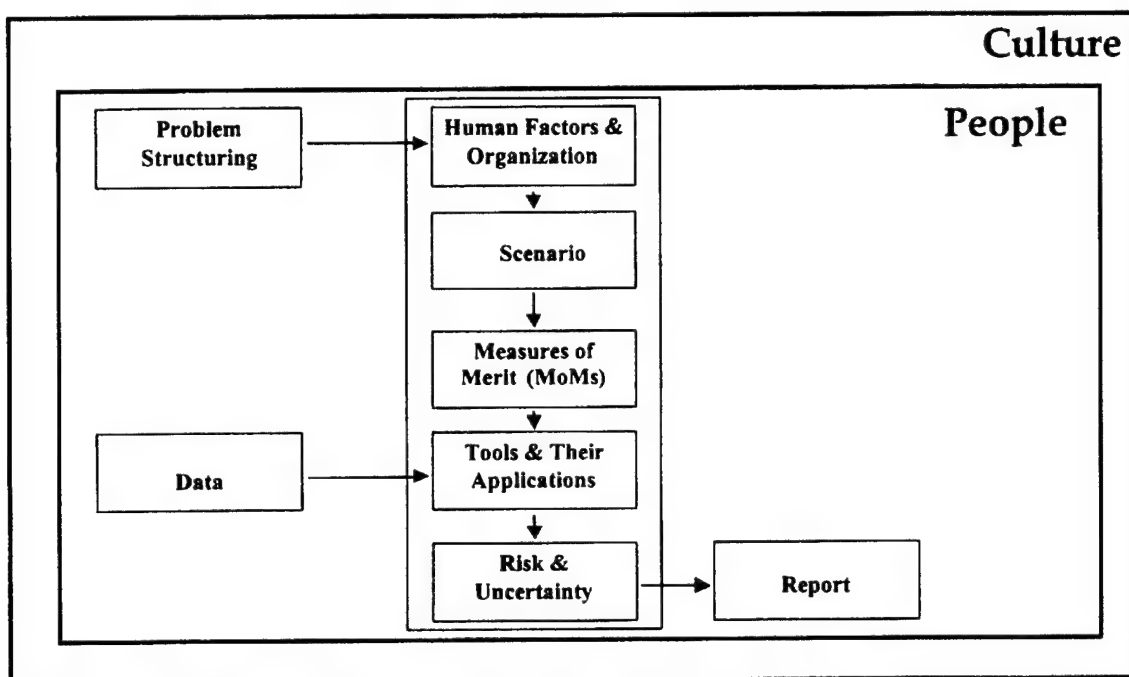 Culture
People
Problem
Structuring
Human Factors &
Organization
Scenario
Measures of
Merit (MoMs)
Data
Tools & Their
Applications
Risk &
Uncertainty
Report